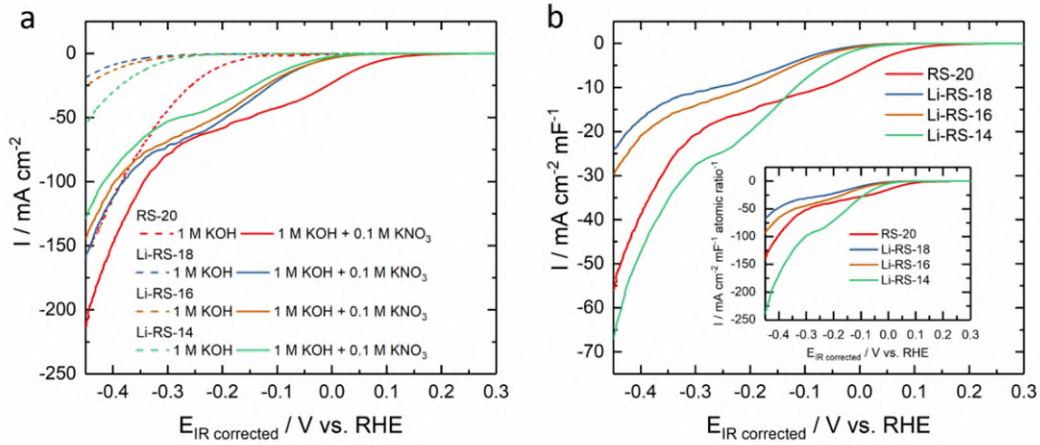 a
I / mA cm⁻²
0
-50
-100
-150
-200
-250
RS-20
1 M KOH 1 M KOH + 0.1 M KNO₃
Li-RS-18
1 M KOH 1 M KOH + 0.1 M KNO₃
Li-RS-16
1 M KOH 1 M KOH + 0.1 M KNO₃
Li-RS-14
1 M KOH 1 M KOH + 0.1 M KNO₃
-0.4 -0.3 -0.2 -0.1 0.0 0.1 0.2 0.3
E IR corrected / V vs. RHE
b
I / mA cm⁻² mF⁻¹
0
-10
-20
-30
-40
-50
-60
-70
RS-20
Li-RS-18
Li-RS-16
Li-RS-14
I / mA cm⁻² mF⁻¹ atomic ratio⁻¹
0
-50
-100
-150
-200
-250
RS-20
Li-RS-18
Li-RS-16
Li-RS-14
-0.4 -0.3 -0.2 -0.1 0.0 0.1 0.2 0.3
E IR corrected / V vs. RHE
-0.4 -0.3 -0.2 -0.1 0.0 0.1 0.2 0.3
E IR corrected / V vs. RHE